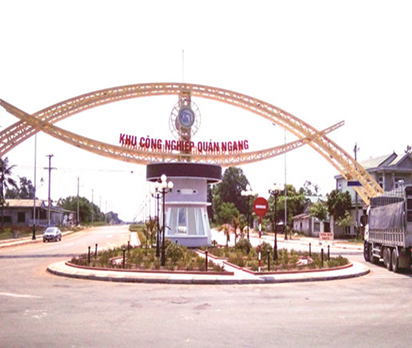 KHU CÔNG NGHIỆP QUÁN NGANG